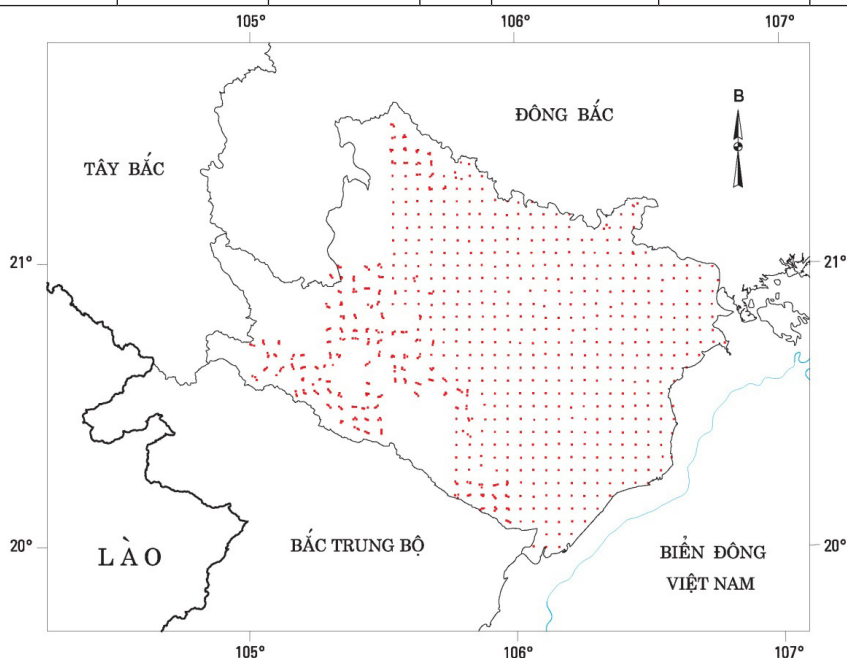 105° 106° 107°
B
ĐÔNG BẮC
TÂY BẮC
21° 21°
20° 20°
LÀO
BẮC TRUNG BỘ
BIỂN ĐÔNG
VIỆT NAM
105° 106° 107°